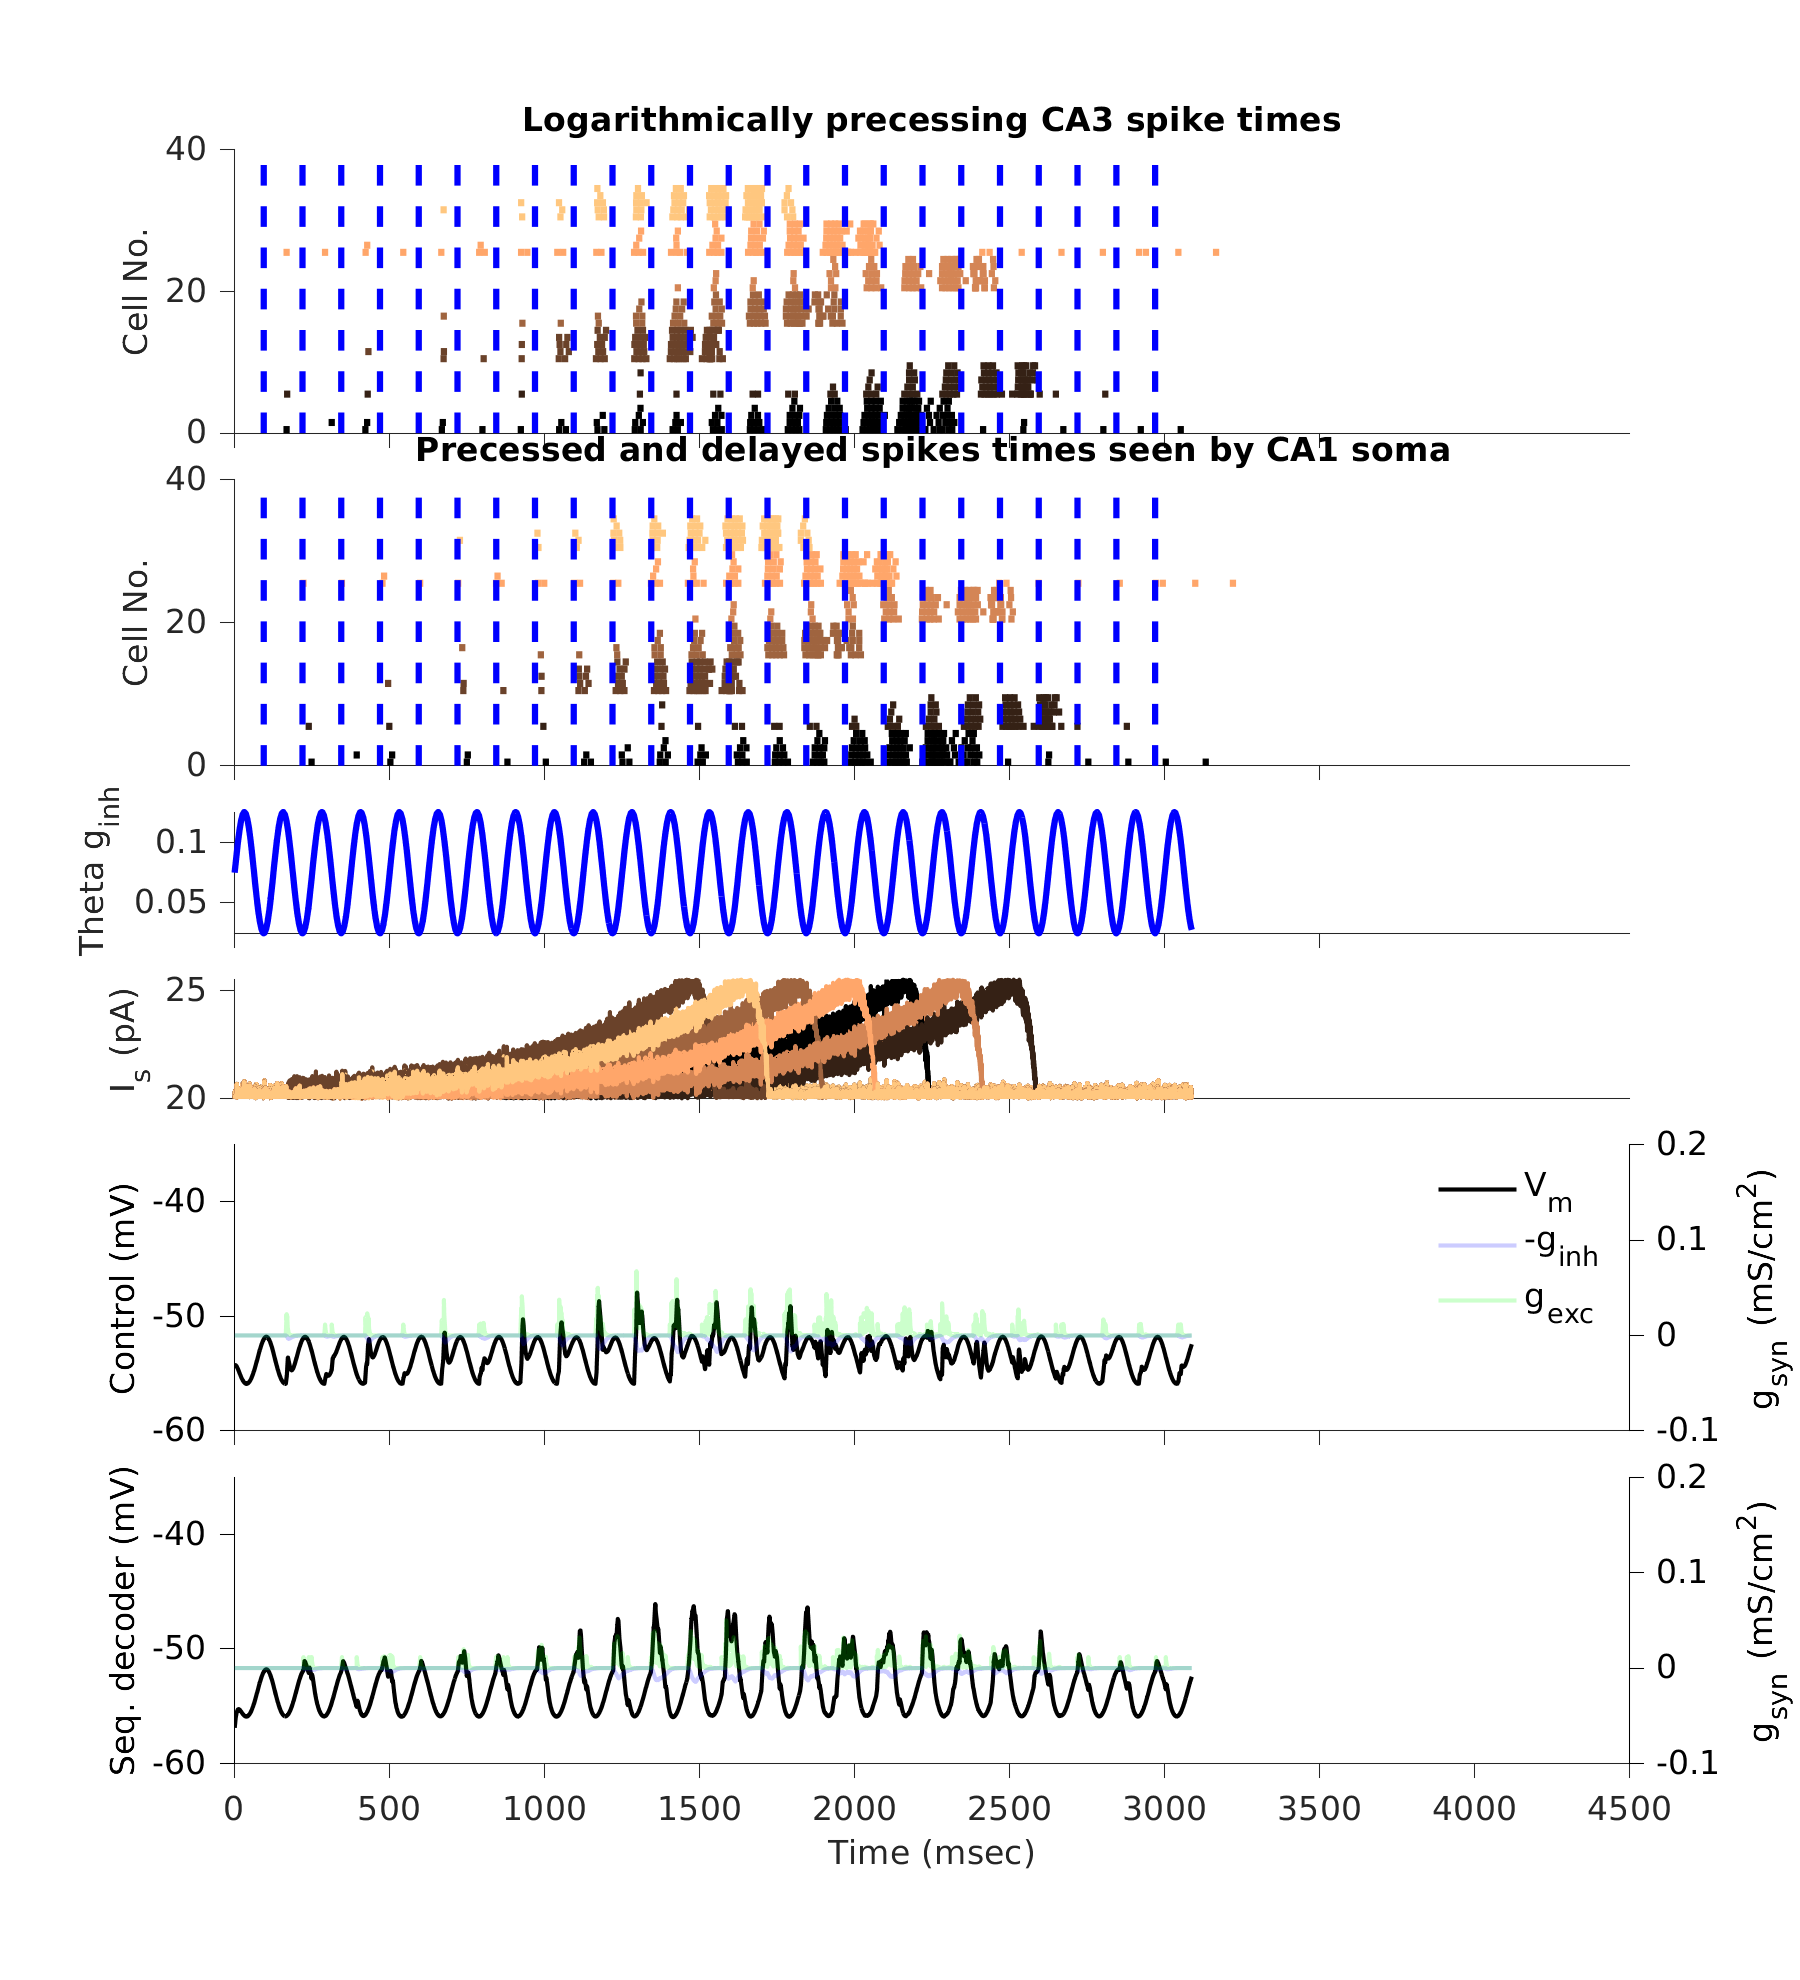 Logarithmically precessing CA3 spike times
40
20
0
Cell No.
Precessed and delayed spikes times seen by CA1 soma
40
20
0
Cell No.
0.1
0.05
Theta g_inh
25
20
I_s (pA)
-40
-50
-60
Control (mV)
V_m
-g_inh
g_exc
0.2
0.1
0
-0.1
g_syn (mS/cm²)
-40
-50
-60
Seq. decoder (mV)
0.2
0.1
0
-0.1
g_syn (mS/cm²)
0 500 1000 1500 2000 2500 3000 3500 4000 4500
Time (msec)